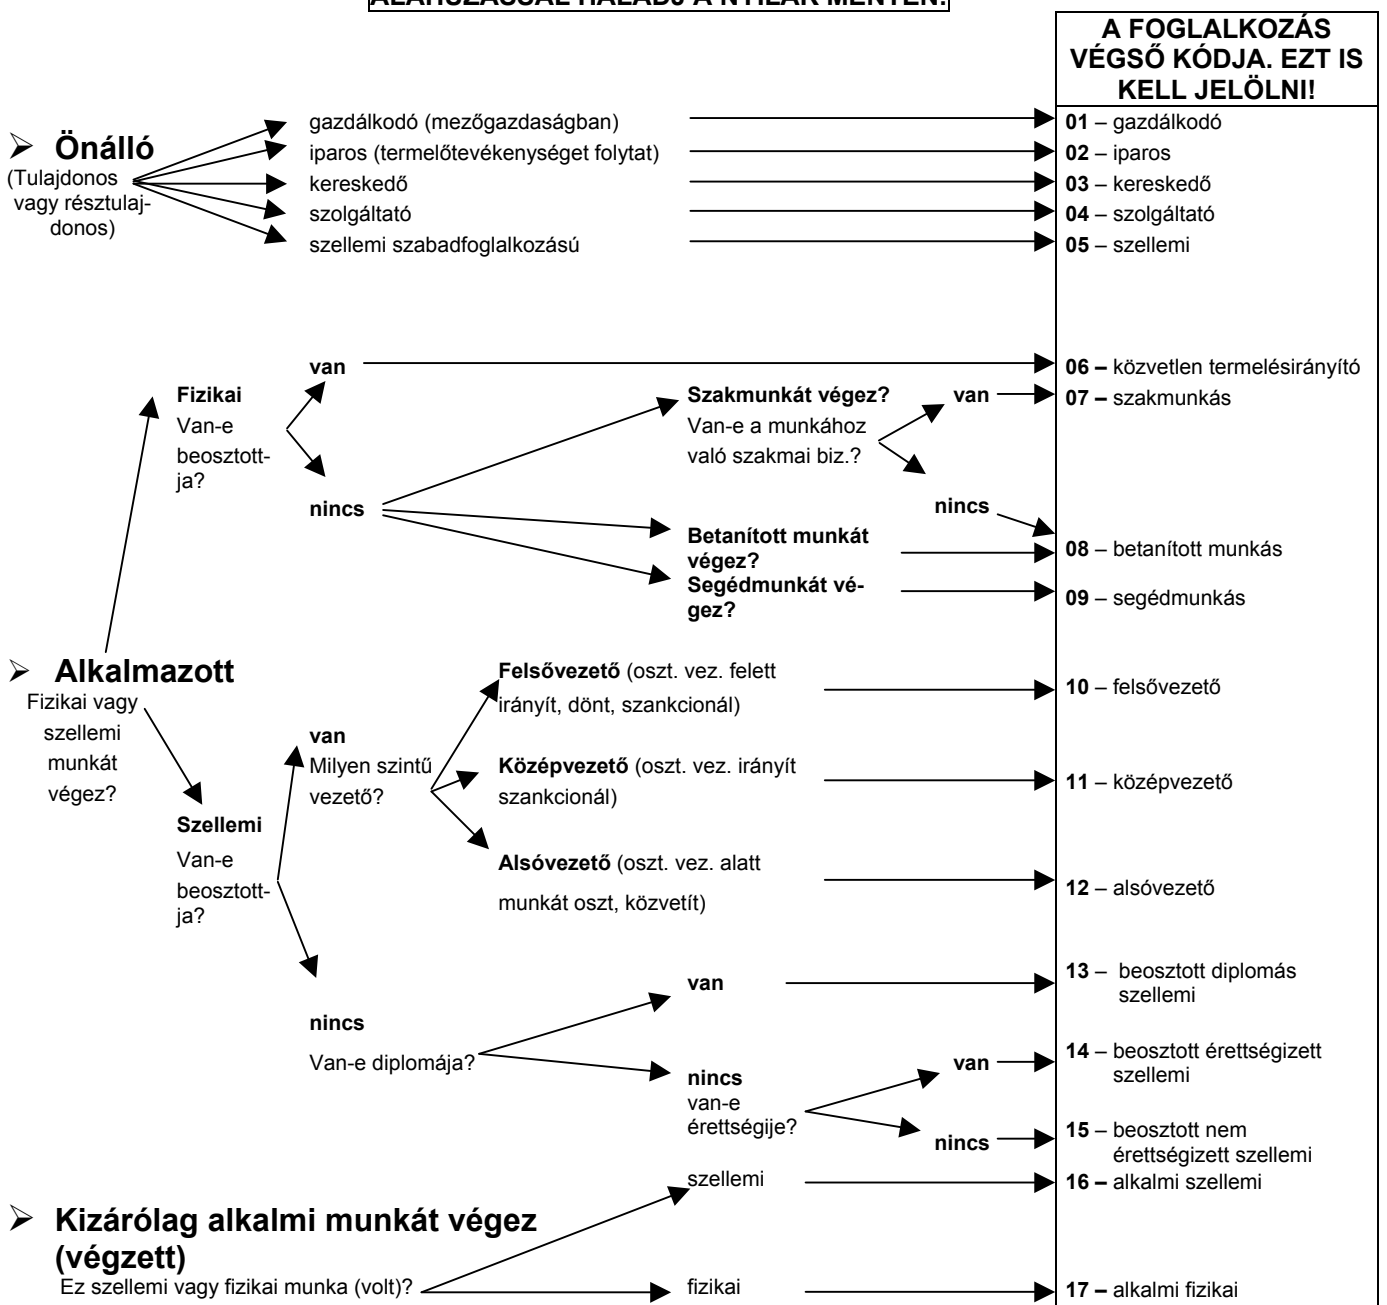 ALÁHÚZÁSSAL HALADJ A NYILAK MENTÉN!
A FOGLALKOZÁS
VÉGSŐ KÓDJA. EZT IS
KELL JELÖLNI!
➢ Önálló
(Tulajdonos
vagy résztulaj-
donos)
gazdálkodó (mezőgazdaságban)
iparos (termelőtevékenységet folytat)
kereskedő
szolgáltató
szellemi szabadfoglalkozású
01 – gazdálkodó
02 – iparos
03 – kereskedő
04 – szolgáltató
05 – szellemi
Fizikai
Van-e
beosztott-
ja?
van
nincs
Szakmunkát végez?
Van-e a munkához
való szakmai biz.?
van
nincs
Betanított munkát
végez?
Segédmunkát vé-
gez?
06 – közvetlen termelésirányító
07 – szakmunkás
08 – betanított munkás
09 – segédmunkás
➢ Alkalmazott
Fizikai vagy
szellemi
munkát
végez?
Szellemi
Van-e
beosztott-
ja?
van
Milyen szintű
vezető?
Felsővezető (oszt. vez. felett
irányít, dönt, szankcionál)
Középvezető (oszt. vez. irányít
szankcionál)
Alsóvezető (oszt. vez. alatt
munkát oszt, közvetít)
10 – felsővezető
11 – középvezető
12 – alsóvezető
nincs
Van-e diplomája?
van
nincs
van-e
érettségije?
van
nincs
13 – beosztott diplomás
szellemi
14 – beosztott érettségizett
szellemi
15 – beosztott nem
érettségizett szellemi
➢ Kizárólag alkalmi munkát végez
(végzett)
Ez szellemi vagy fizikai munka (volt)?
szellemi
fizikai
16 – alkalmi szellemi
17 – alkalmi fizikai